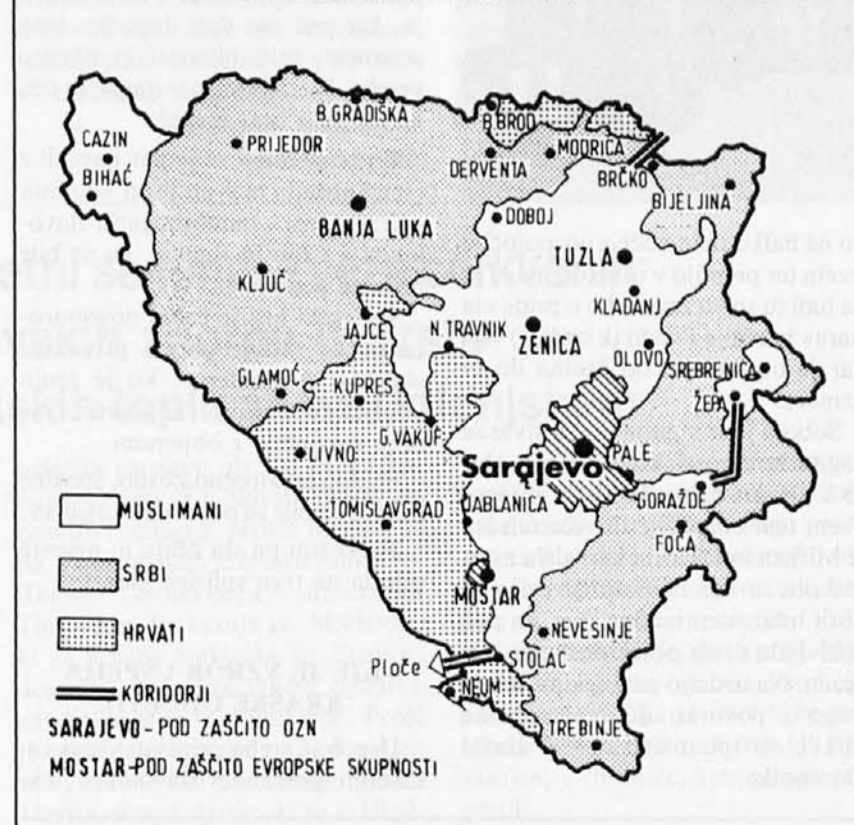 B. GRADIŠKA
B. BROD
CAZIN
PRIJEDOR
MODRIČA
BIHAĆ
DERVENTA
BRČKO
BIJELJINA
BANJA LUKA
DOBOJ
TUZLA
KLJUČ
KLADANJ
JAJCE
N. TRAVNIK
ZENICA
OLOVO
SREBRENICA
GLAMOČ
KUPRES
ŽEPA
G. VAKUF
LIVNO
Sarajevo
PALE
GORAŽDE
TOMISLAVGRAD
JABLANICA
FOČA
MOSTAR
NEVESINJE
Ploče
STOLAC
NEUM
TREBINJE
MUSLIMANI
SRBI
HRVATI
KORIDORJI
SARAJEVO - POD ZAŠČITO OZN
MOSTAR - POD ZAŠČITO EVROPSKE SKUPNOSTI